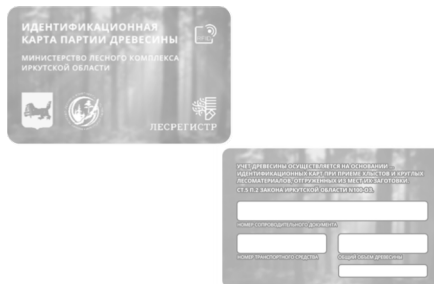 ИДЕНТИФИКАЦИОННАЯ
КАРТА ПАРТИИ ДРЕВЕСИНЫ
МИНИСТЕРСТВО ЛЕСНОГО КОМПЛЕКСА
ИРКУТСКОЙ ОБЛАСТИ
ЛЕСРЕГИСТР
УЧЕТ ДРЕВЕСИНЫ ОСУЩЕСТВЛЯЕТСЯ НА ОСНОВАНИИ
ИДЕНТИФИКАЦИОННЫХ КАРТ ПРИ ПРИЕМЕ ХЛЫСТОВ И КРУГЛЫХ
ЛЕСОМАТЕРИАЛОВ, ОТГРУЖЕННЫХ ИЗ МЕСТ ИХ ЗАГОТОВКИ
СТ.5 П.2 ЗАКОНА ИРКУТСКОЙ ОБЛАСТИ N100-ОЗ
НОМЕР СОПРОВОДИТЕЛЬНОГО ДОКУМЕНТА
НОМЕР ТРАНСПОРТНОГО СРЕДСТВА ОБЩИЙ ОБЪЕМ ДРЕВЕСИНЫ